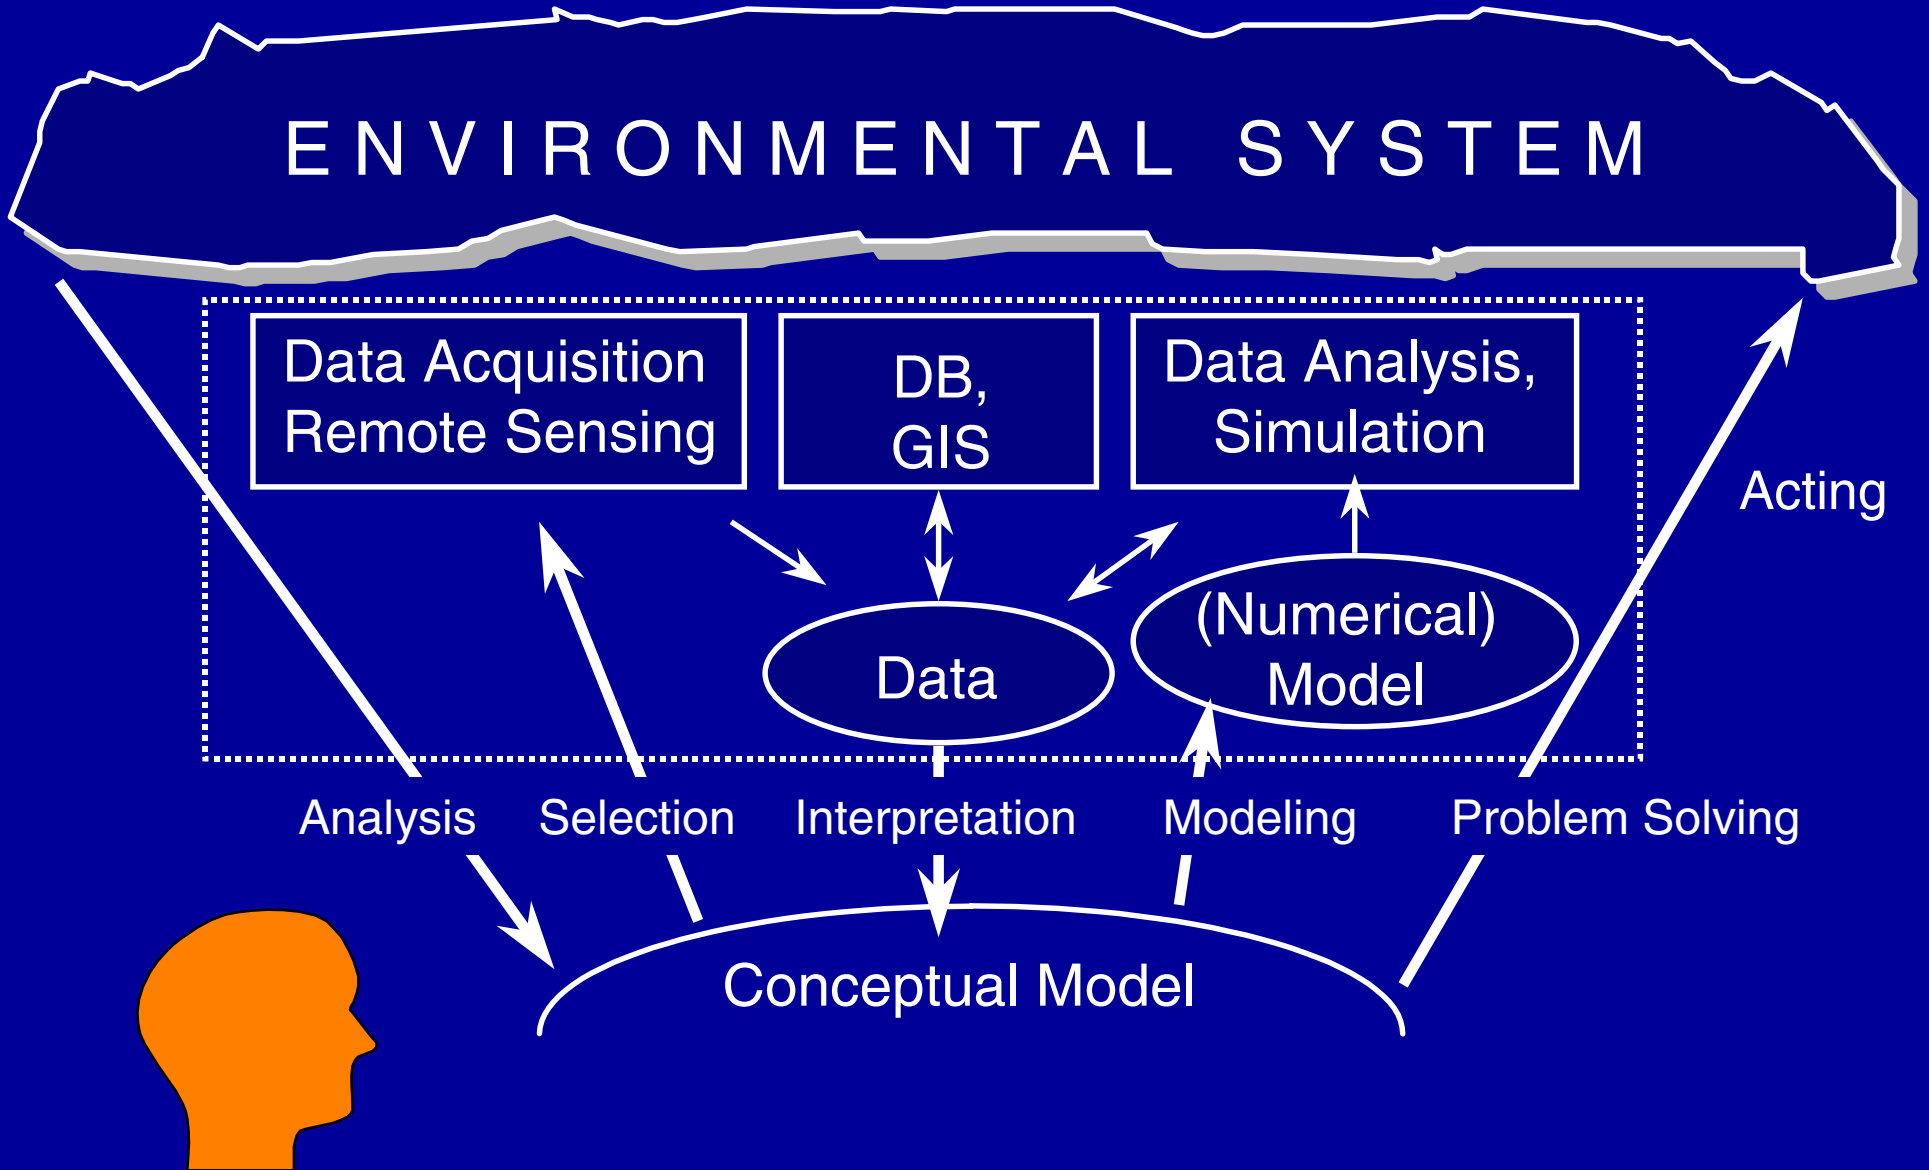 ENVIRONMENTAL SYSTEM
Data Acquisition
Remote Sensing
DB,
GIS
Data Analysis,
Simulation
Acting
Data
(Numerical)
Model
Analysis
Selection
Interpretation
Modeling
Problem Solving
Conceptual Model